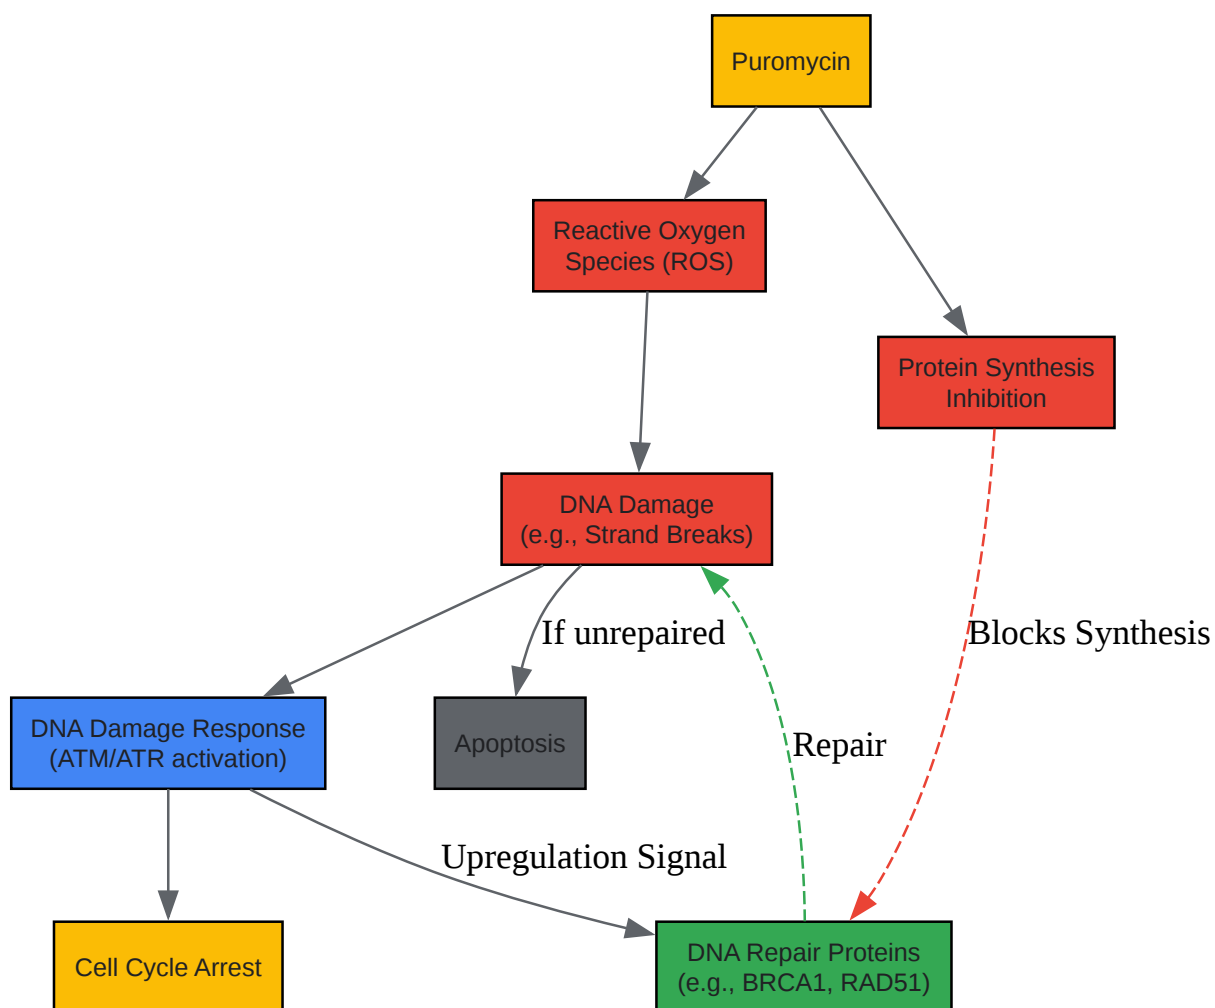 Puromycin
Reactive Oxygen
Species (ROS)
Protein Synthesis
Inhibition
DNA Damage
(e.g., Strand Breaks)
If unrepaired
Blocks Synthesis
DNA Damage Response
(ATM/ATR activation)
Apoptosis
Repair
Upregulation Signal
Cell Cycle Arrest
DNA Repair Proteins
(e.g., BRCA1, RAD51)